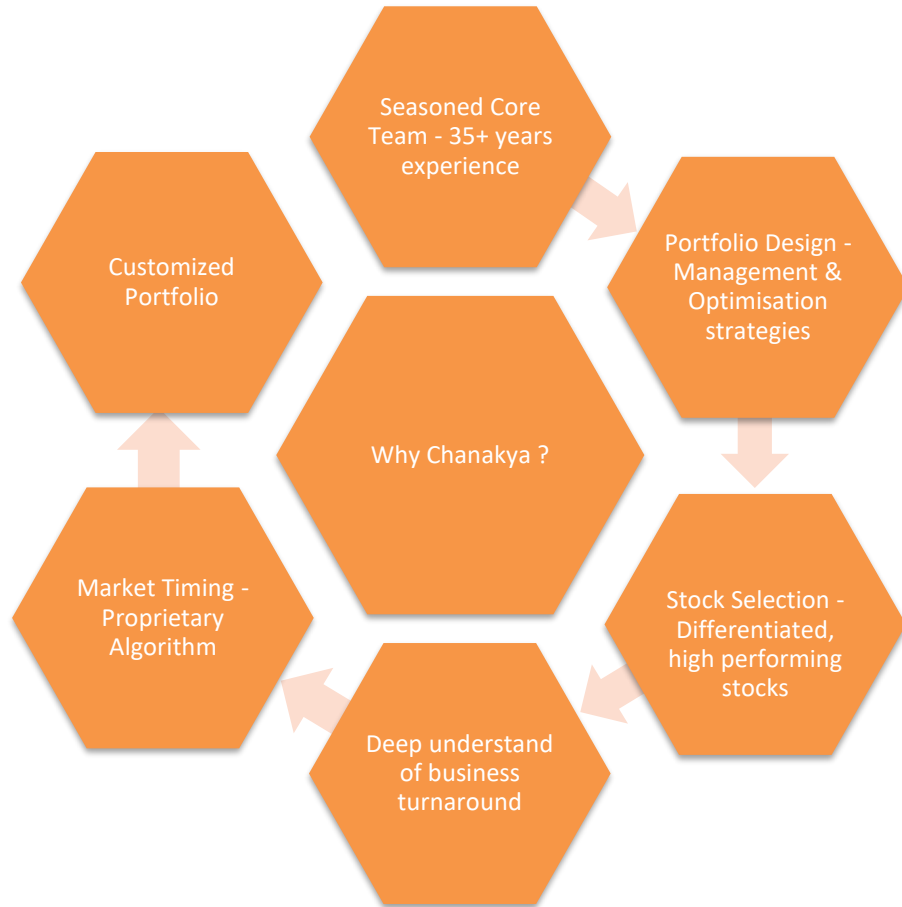 Seasoned Core
Team - 35+ years
experience
Portfolio Design -
Management &
Optimisation
strategies
Stock Selection -
Differentiated,
high performing
stocks
Deep understand
of business
turnaround
Market Timing -
Proprietary
Algorithm
Customized
Portfolio
Why Chanakya ?